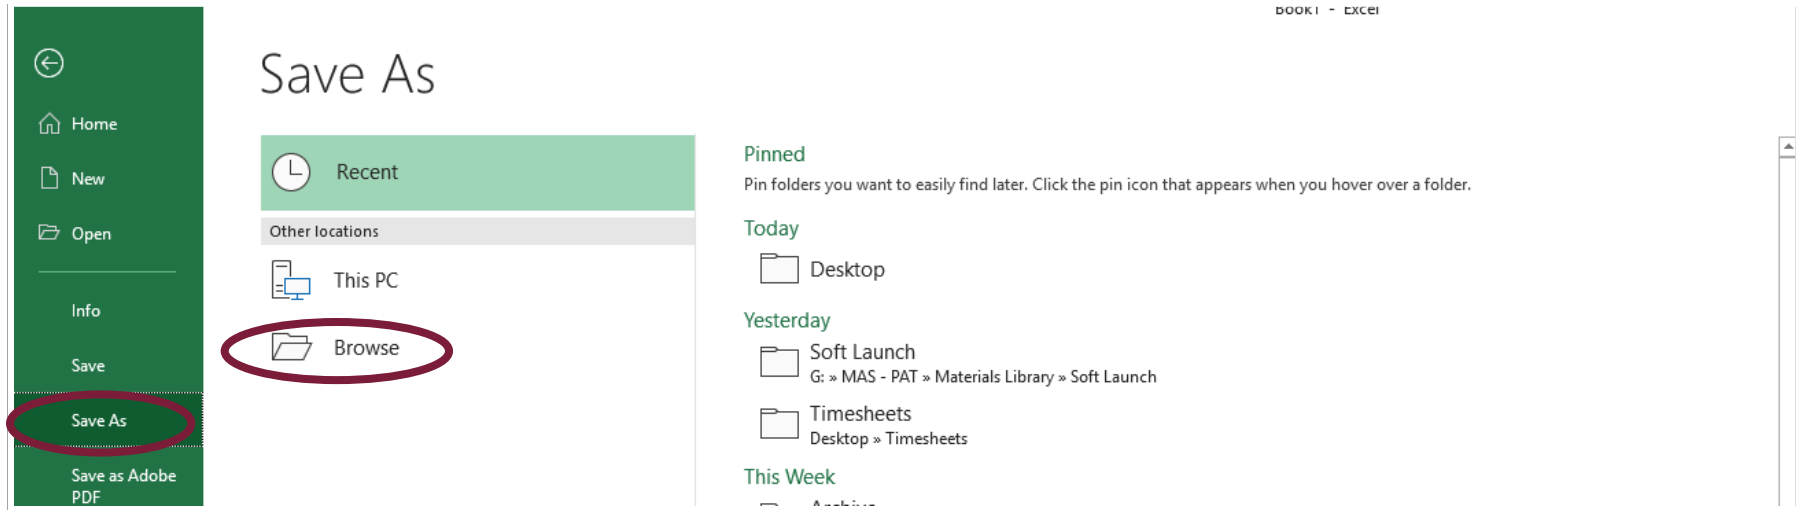 Book1 - Excel
Save As
Home
New
Open
Info
Save
Save As
Save as Adobe
PDF
Recent
Other locations
This PC
Browse
Pinned
Pin folders you want to easily find later. Click the pin icon that appears when you hover over a folder.
Today
Desktop
Yesterday
Soft Launch
G: » MAS - PAT » Materials Library » Soft Launch
Timesheets
Desktop » Timesheets
This Week
Archive